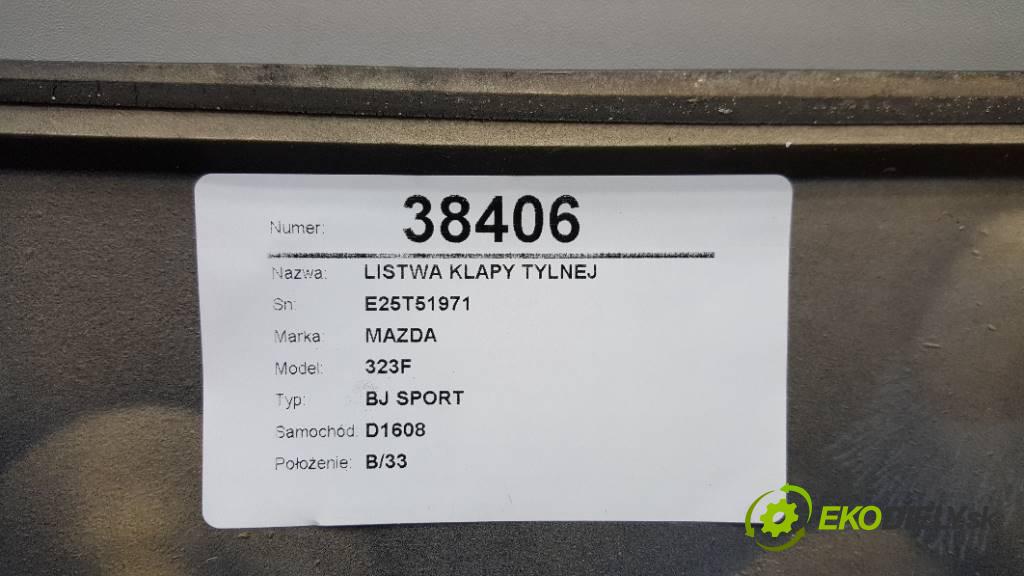 Numer: 38406
Nazwa: LISTWA KLAPY TYLNEJ
Sn: E25T51971
Marka: MAZDA
Model: 323F
Typ: BJ SPORT
Samochód: D1608
Położenie: B/33
EKODIELY.sk